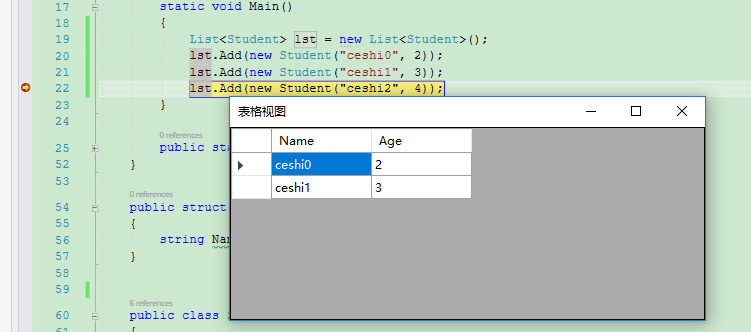 17 static void Main()
18 {
19 List<Student> lst = new List<Student>();
20 lst.Add(new Student("ceshi0", 2));
21 lst.Add(new Student("ceshi1", 3));
22 lst.Add(new Student("ceshi2", 4));
23 }
24
0 references
25 public sta
52 }
53
0 references
54 public struct
55 {
56 string Na
57 }
58
59
6 references
60 public class S
61 {
表格视图
Name Age
ceshi0 2
ceshi1 3